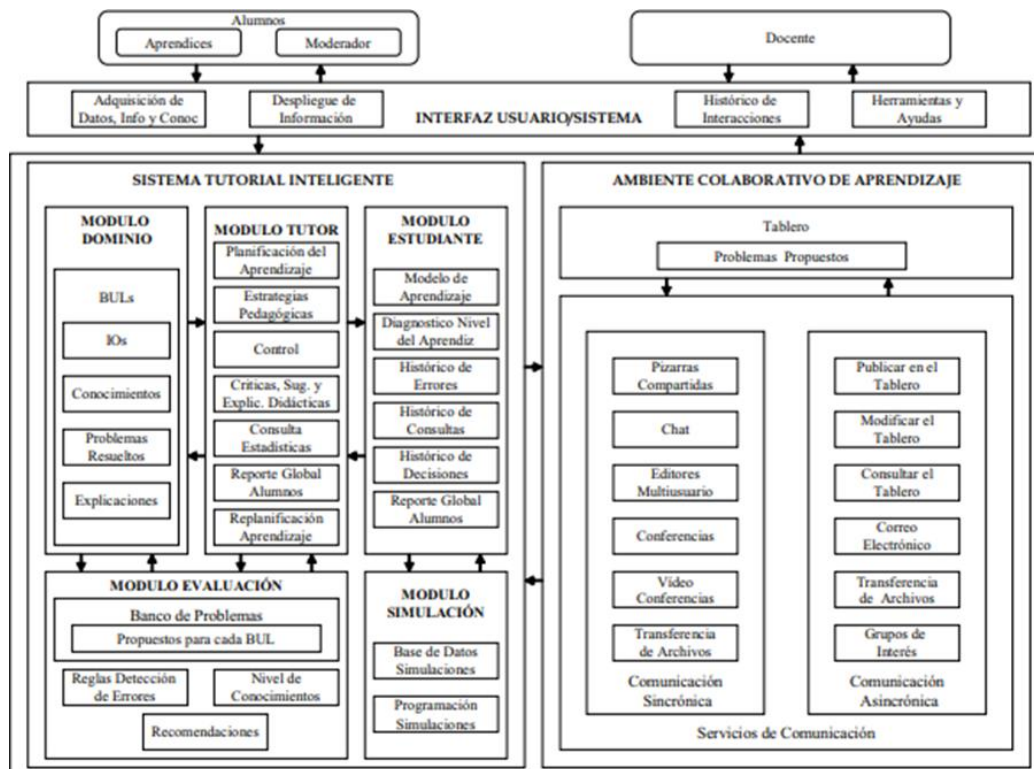 Alumnos
Aprendices
Moderador
Docente
Adquisición de
Datos, Info y Conoc
Despliegue de
Información
INTERFAZ USUARIO/SISTEMA
Histórico de
Interacciones
Herramientas y
Ayudas
SISTEMA TUTORIAL INTELIGENTE
MODULO
DOMINIO
BULs
IOs
Conocimientos
Problemas
Resueltos
Explicaciones
MODULO TUTOR
Planificación del
Aprendizaje
Estrategias
Pedagógicas
Control
Criticas, Sug. y
Explic. Didácticas
Consulta
Estadísticas
Reporte Global
Alumnos
Replanificación
Aprendizaje
MODULO
ESTUDIANTE
Modelo de
Aprendizaje
Diagnostico Nivel
del Aprendiz
Histórico de
Errores
Histórico de
Consultas
Histórico de
Decisiones
Reporte Global
Alumnos
MODULO EVALUACIÓN
Banco de Problemas
Propuestos para cada BUL
Reglas Detección
de Errores
Nivel de
Conocimientos
Recomendaciones
MODULO
SIMULACIÓN
Base de Datos
Simulaciones
Programación
Simulaciones
AMBIENTE COLABORATIVO DE APRENDIZAJE
Tablero
Problemas Propuestos
Pizarras
Compartidas
Chat
Editores
Multiusuario
Conferencias
Vídeo
Conferencias
Transferencia
de Archivos
Comunicación
Sincrónica
Publicar en el
Tablero
Modificar el
Tablero
Consultar el
Tablero
Correo
Electrónico
Transferencia
de Archivos
Grupos de
Interés
Comunicación
Asincrónica
Servicios de Comunicación